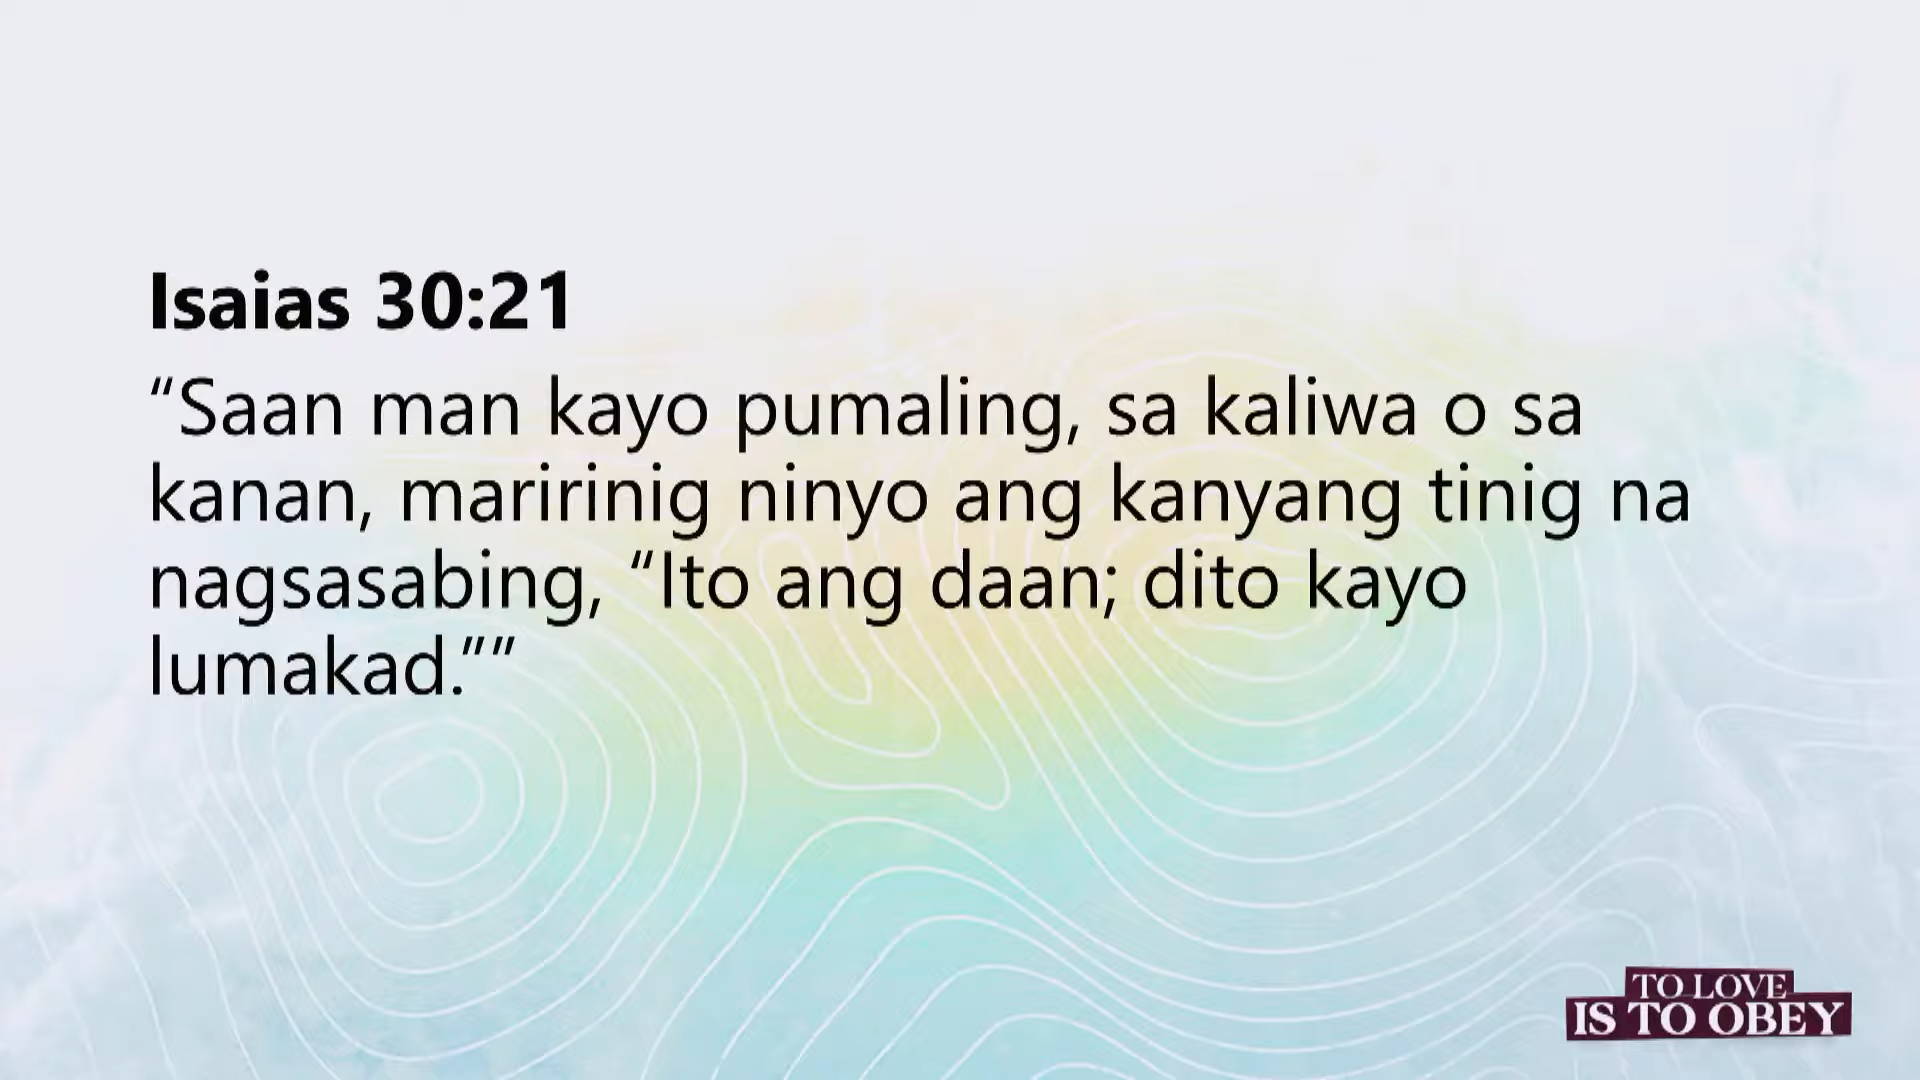 Isaias 30:21
“Saan man kayo pumaling, sa kaliwa o sa
kanan, maririnig ninyo ang kanyang tinig na
nagsasabing, “Ito ang daan; dito kayo
lumakad.””
TO LOVE
IS TO OBEY